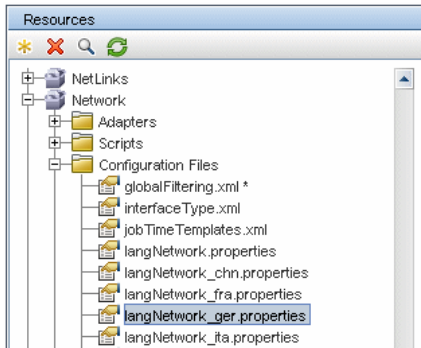 Resources
NetLinks
Network
Adapters
Scripts
Configuration Files
globalFiltering.xml *
interfaceType.xml
jobTimeTemplates.xml
langNetwork.properties
langNetwork_chn.properties
langNetwork_fra.properties
langNetwork_ger.properties
langNetwork_ita.properties